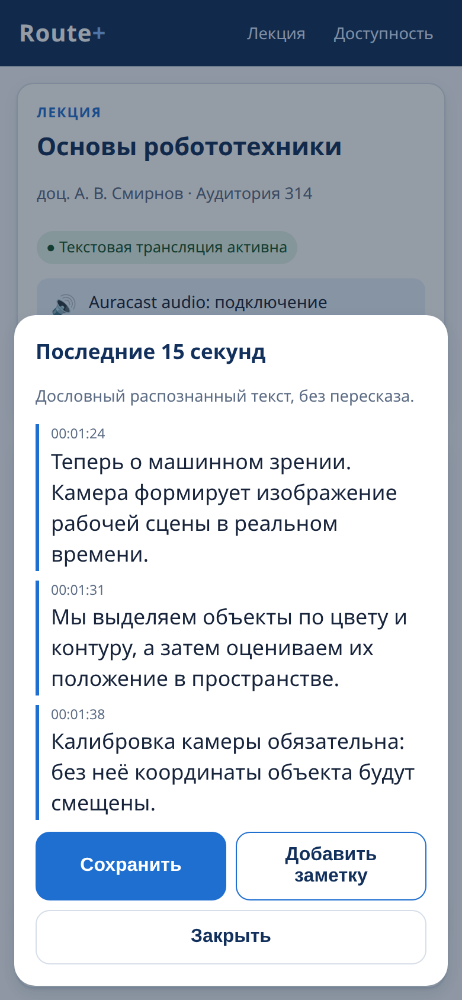 Route+
Лекция
Доступность
ЛЕКЦИЯ
Основы робототехники
доц. А. В. Смирнов · Аудитория 314
● Текстовая трансляция активна
Auracast audio: подключение
Последние 15 секунд
Дословный распознанный текст, без пересказа.
00:01:24
Теперь о машинном зрении.
Камера формирует изображение
рабочей сцены в реальном
времени.
00:01:31
Мы выделяем объекты по цвету и
контуру, а затем оцениваем их
положение в пространстве.
00:01:38
Калибровка камеры обязательна:
без неё координаты объекта будут
смещены.
Сохранить
Добавить
заметку
Закрыть